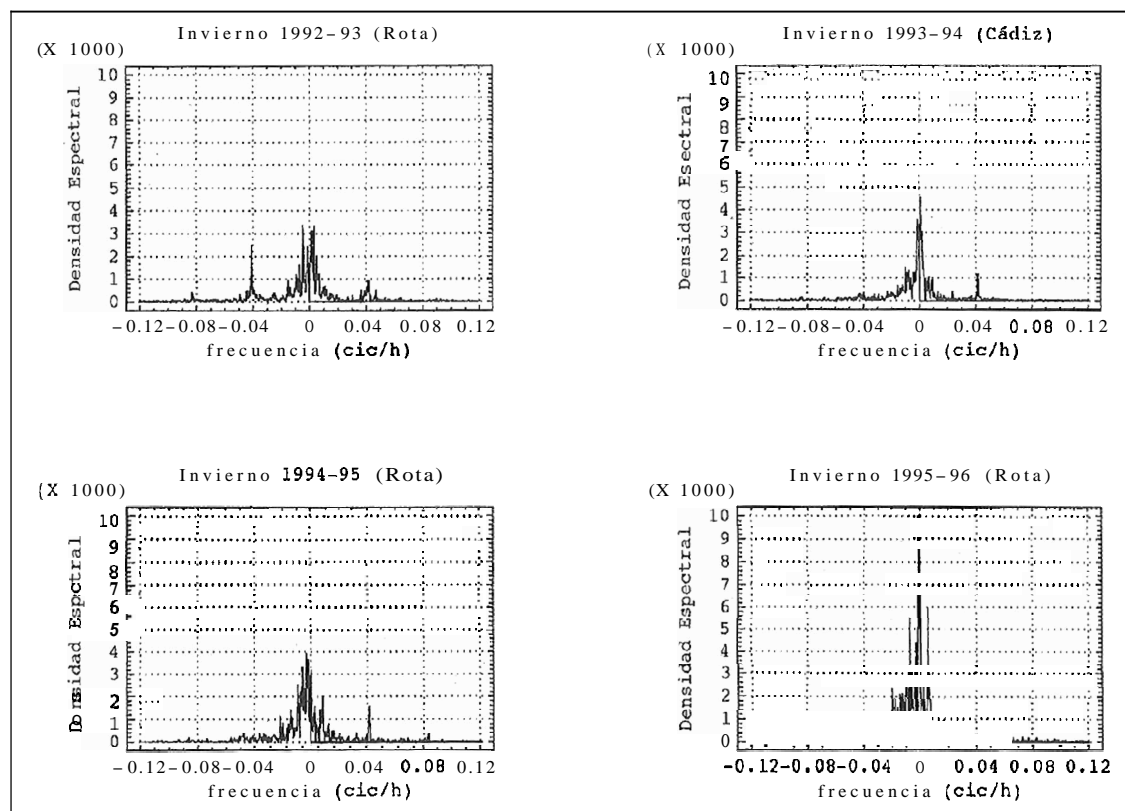 Invierno 1992-93 (Rota)
(X 1000)
Densidad Espectral
10
9
8
7
6
5
4
3
2
1
0
-0.12-0.08-0.04 0 0.04 0.08 0.12
frecuencia (cic/h)
Invierno 1993-94 (Cádiz)
(X 1000)
Densidad Esectral
10
9
8
7
6
5
4
3
2
1
0
-0.12-0.08-0.04 0 0.04 0.08 0.12
frecuencia (cic/h)
Invierno 1994-95 (Rota)
(X 1000)
Densidad Espectral
10
9
8
7
6
5
4
3
2
1
0
-0.12-0.08-0.04 0 0.04 0.08 0.12
frecuencia (cic/h)
Invierno 1995-96 (Rota)
(X 1000)
Densidad Espectral
10
9
8
7
6
5
4
3
2
1
0
-0.12-0.08-0.04 0 0.04 0.08 0.12
frecuencia (cic/h)